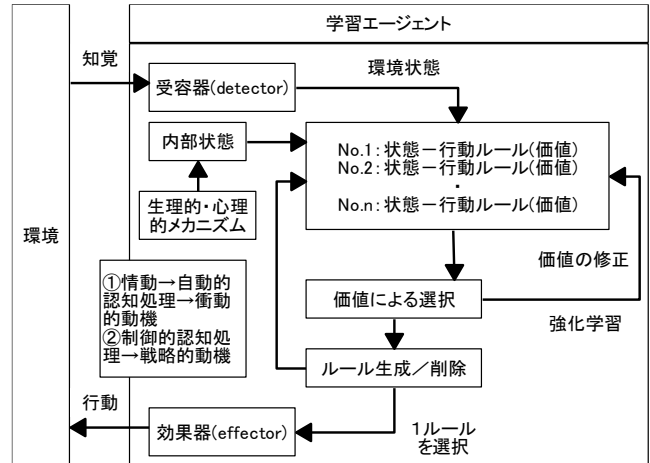 学習エージェント
知覚
受容器(detector)
環境状態
内部状態
No.1:状態－行動ルール(価値)
No.2:状態－行動ルール(価値)
・
No.n:状態－行動ルール(価値)
生理的・心理
的メカニズム
環境
価値の修正
①情動→自動的
認知処理→衝動
的動機
②制御的認知処
理→戦略的動機
価値による選択
強化学習
ルール生成／削除
行動
効果器(effector)
１ルール
を選択